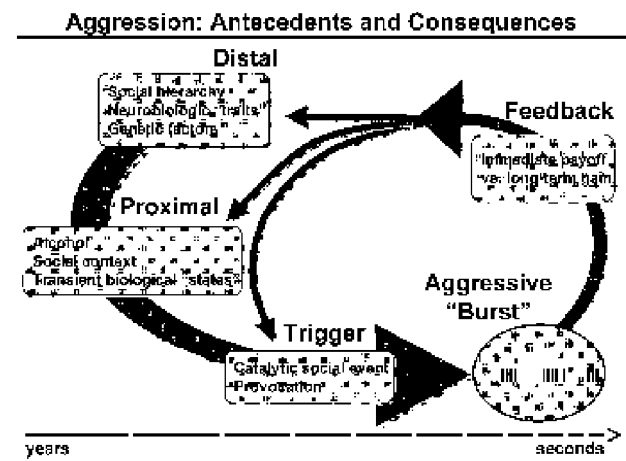 Aggression: Antecedents and Consequences
Distal
Social hierarchy
Neurobiologic "traits"
Genetic factors
Feedback
Immediate payoff
vs. long-term pain
Proximal
Alcohol
Social context
Transient biological "states"
Aggressive
"Burst"
Trigger
Catalytic social event
Provocation
years
seconds